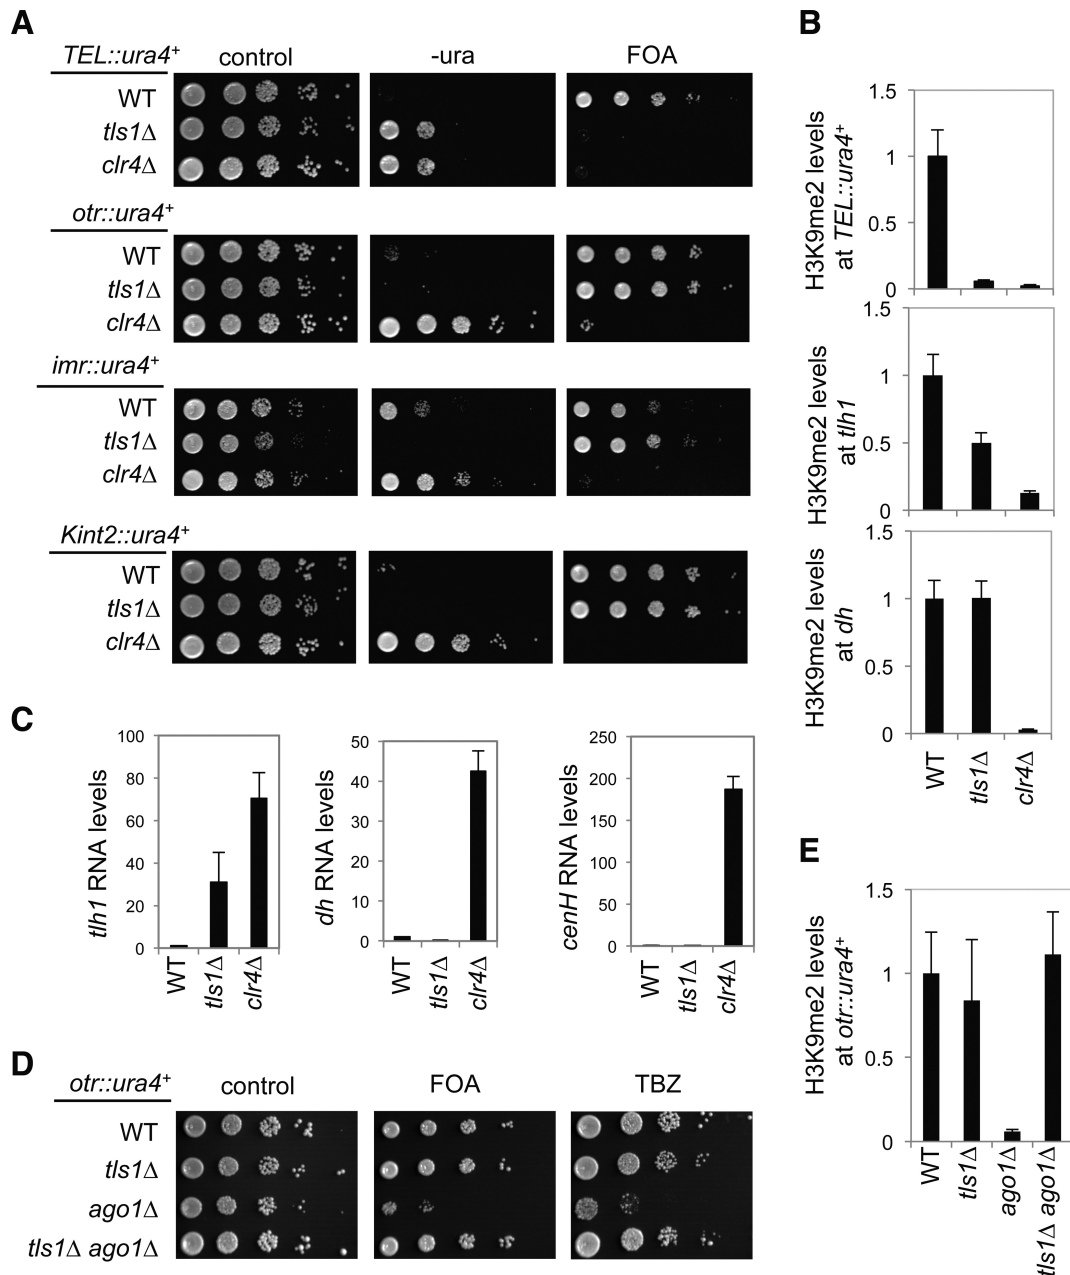 A
TEL::ura4+ control -ura FOA
WT
tls1Δ
clr4Δ
otr::ura4+
WT
tls1Δ
clr4Δ
imr::ura4+
WT
tls1Δ
clr4Δ
Kint2::ura4+
WT
tls1Δ
clr4Δ
B
H3K9me2 levels
at TEL::ura4+
1.5
1
0.5
0
H3K9me2 levels
at tlh1
1.5
1
0.5
0
H3K9me2 levels
at dh
1.5
1
0.5
0
WT tls1Δ clr4Δ
C
tlh1 RNA levels
100
80
60
40
20
0
WT tls1Δ clr4Δ
dh RNA levels
50
40
30
20
10
0
WT tls1Δ clr4Δ
cenH RNA levels
250
200
150
100
50
0
WT tls1Δ clr4Δ
D
otr::ura4+ control FOA TBZ
WT
tls1Δ
ago1Δ
tls1Δ ago1Δ
E
H3K9me2 levels
at otr::ura4+
1.5
1
0.5
0
WT tls1Δ ago1Δ tls1Δ ago1Δ